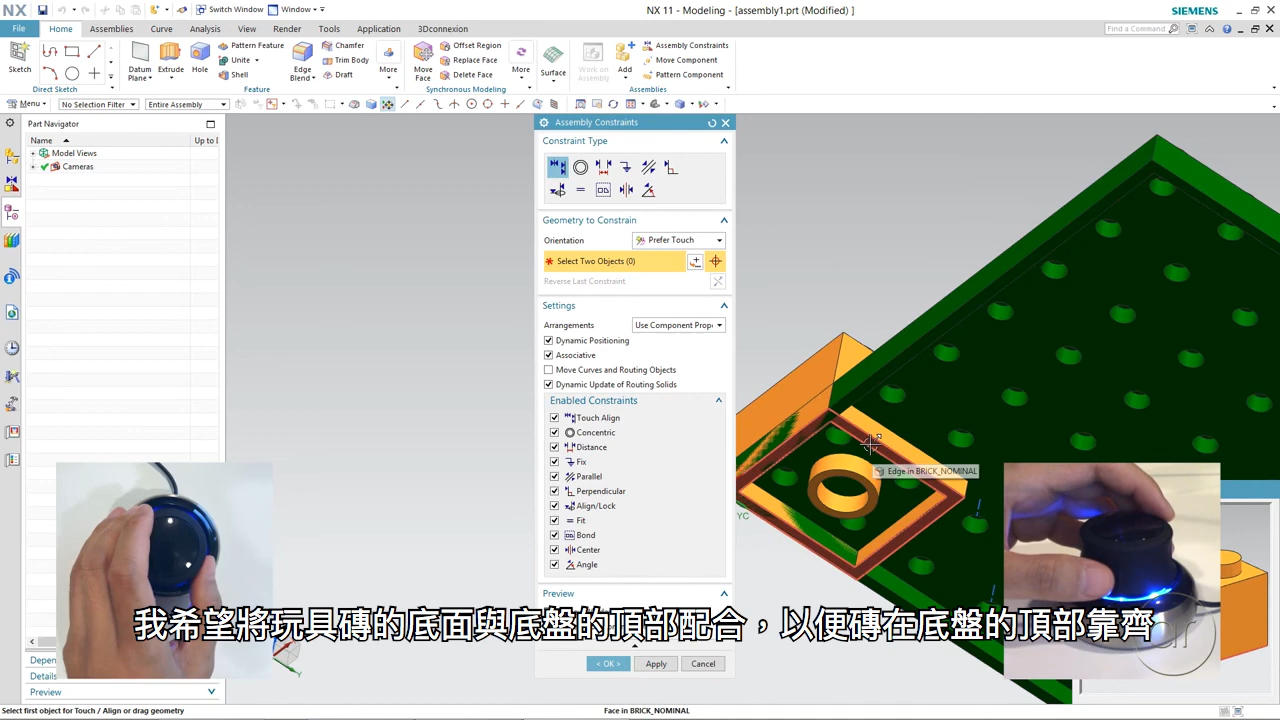 NX
Switch Window
Window
NX 11 - Modeling - [assembly1.prt (Modified) ]
SIEMENS
File
Home
Assemblies
Curve
Analysis
View
Render
Tools
Application
3Dconnexion
Find a Command
Sketch
Direct Sketch
Datum Plane
Extrude
Hole
Pattern Feature
Unite
Shell
Edge Blend
Chamfer
Trim Body
Draft
More
Feature
Move Face
Offset Region
Replace Face
Delete Face
More
Synchronous Modeling
Surface
Work on Assembly
Add
Assembly Constraints
Move Component
Pattern Component
Assemblies
Menu
No Selection Filter
Entire Assembly
Part Navigator
Name
Up to
Model Views
Cameras
Depen
Details
Preview
Assembly Constraints
Constraint Type
Geometry to Constrain
Orientation
Prefer Touch
Select Two Objects (0)
Reverse Last Constraint
Settings
Arrangements
Use Component Prop
Dynamic Positioning
Associative
Move Curves and Routing Objects
Dynamic Update of Routing Solids
Enabled Constraints
Touch Align
Concentric
Distance
Fix
Parallel
Perpendicular
Align/Lock
Fit
Bond
Center
Angle
Preview
< OK >
Apply
Cancel
Edge in BRICK_NOMINAL
YC
Y
我希望將玩具磚的底面與底盤的頂部配合，以便磚在底盤的頂部靠齊
Select first object for Touch / Align or drag geometry
Face in BRICK_NOMINAL